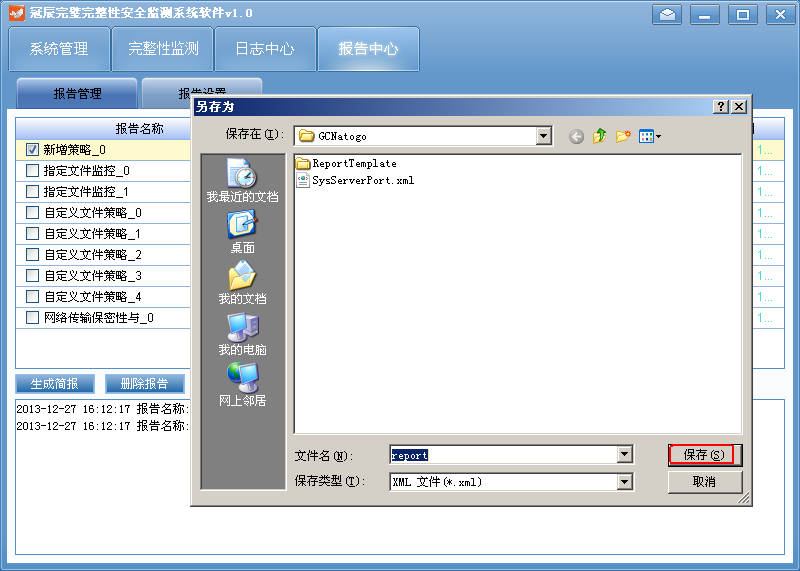 冠辰完璧完整性安全监测系统软件v1.0
系统管理
完整性监测
日志中心
报告中心
报告管理
报告设置
另存为
保存在(I):
GCNatogo
报告名称
新增策略_0
指定文件监控_0
指定文件监控_1
自定义文件策略_0
自定义文件策略_1
自定义文件策略_2
自定义文件策略_3
自定义文件策略_4
网络传输保密性与_0
1...
1...
1...
1...
1...
1...
1...
1...
1...
我最近的文档
桌面
我的文档
我的电脑
网上邻居
ReportTemplate
SysServerPort.xml
文件名(N):
report
保存(S)
保存类型(T):
XML 文件(*.xml)
取消
生成简报
删除报告
2013-12-27 16:12:17 报告名称:
2013-12-27 16:12:17 报告名称: